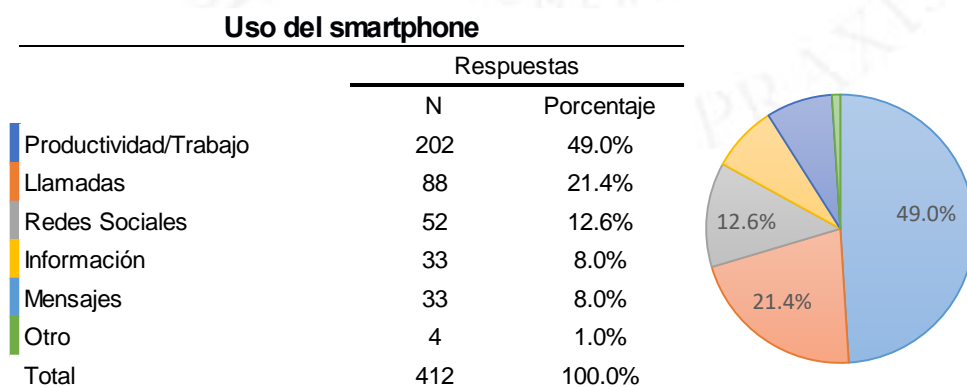 Uso del smartphone
Respuestas
N Porcentaje
Productividad/Trabajo 202 49.0%
Llamadas 88 21.4%
Redes Sociales 52 12.6%
Información 33 8.0%
Mensajes 33 8.0%
Otro 4 1.0%
Total 412 100.0%
49.0%
12.6%
21.4%